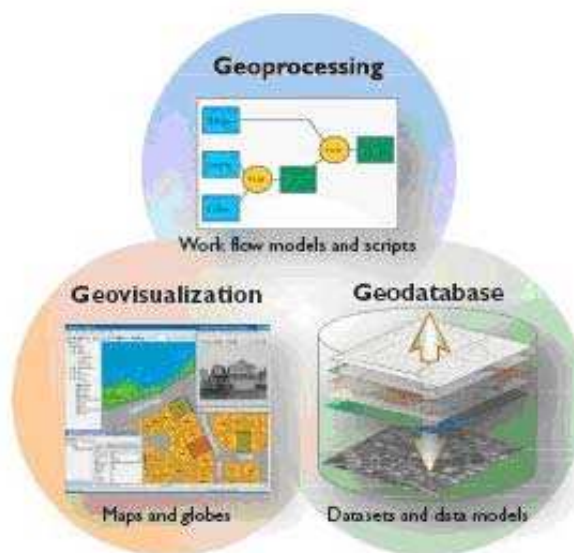 Geoprocessing
Work flow models and scripts
Geovisualization
Geodatabase
Maps and globes
Datasets and data models